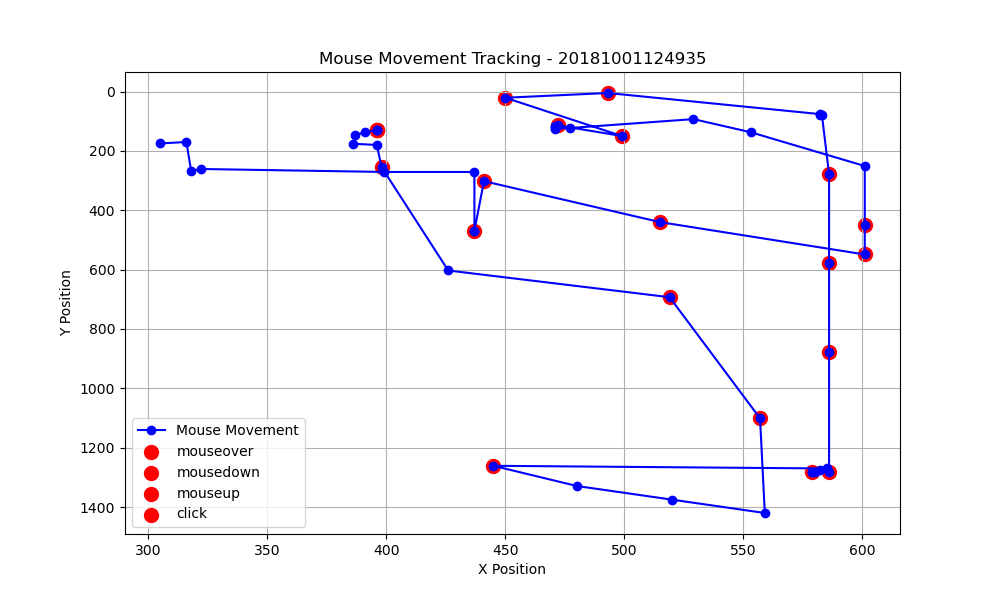 Mouse Movement Tracking - 20181001124935
0
200
400
600
800
1000
1200
1400
Y Position
Mouse Movement
mouseover
mousedown
mouseup
click
300
350
400
450
500
550
600
X Position